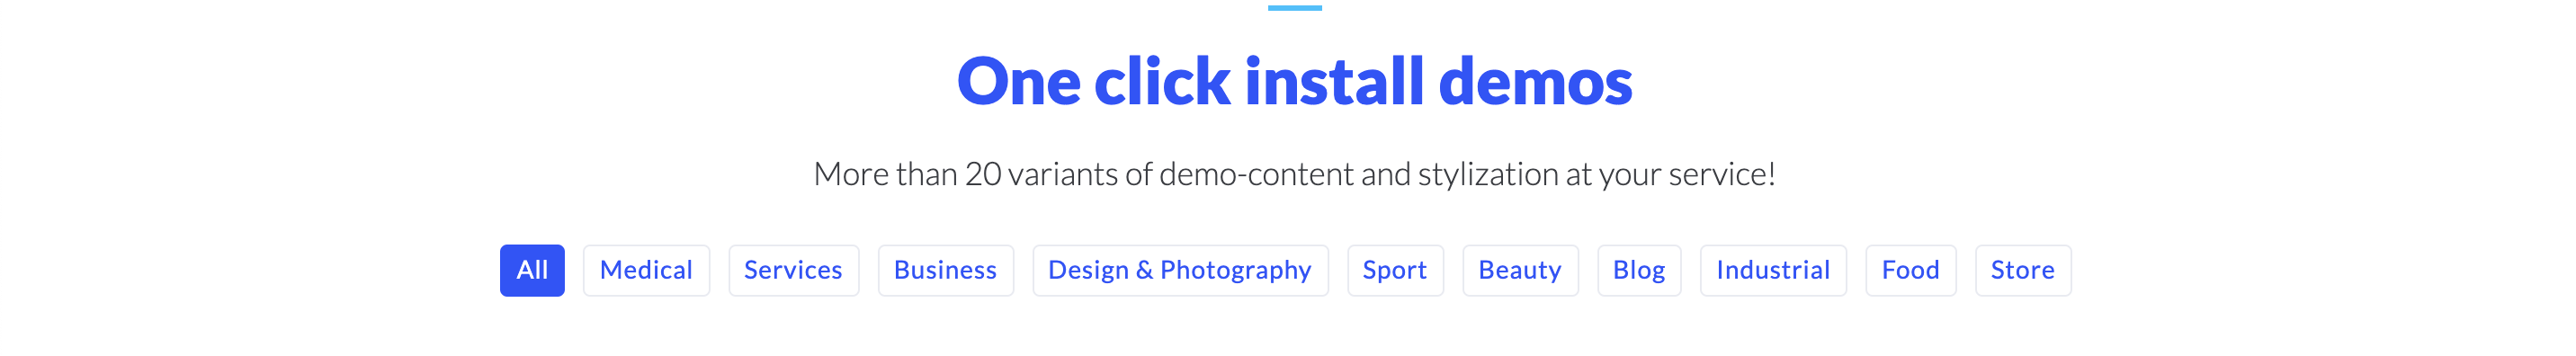 One click install demos
More than 20 variants of demo-content and stylization at your service!
All Medical Services Business Design & Photography Sport Beauty Blog Industrial Food Store